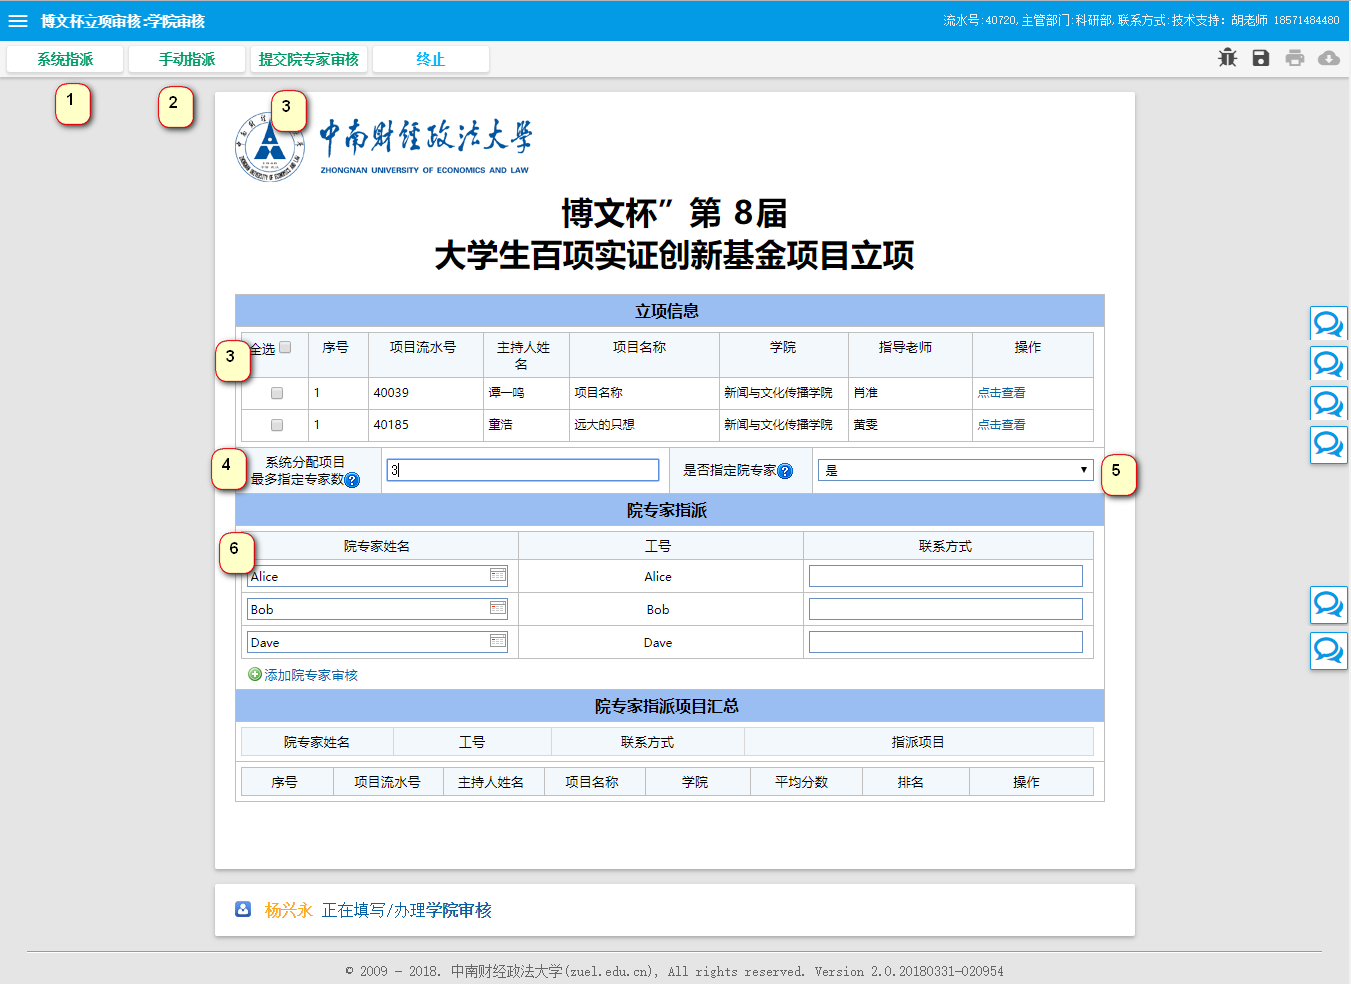 博文杯立项审核-学院审核
流水号:40720,主管部门:科研部,联系方式:技术支持: 胡老师 18571484480
系统指派 手动指派 提交院专家审核 终止
1 2 3
中南财经政法大学
ZHONGNAN UNIVERSITY OF ECONOMICS AND LAW
博文杯”第 8届
大学生百项实证创新基金项目立项
立项信息
3 全选 序号 项目流水号 主持人姓名 项目名称 学院 指导老师 操作
1 40039 谭一鸣 项目名称 新闻与文化传播学院 肖准 点击查看
1 40185 童浩 远大的只想 新闻与文化传播学院 黄雯 点击查看
4 系统分配项目
最多指定专家数 3 是否指定院专家 是 5
院专家指派
6 院专家姓名 工号 联系方式
Alice Alice
Bob Bob
Dave Dave
添加院专家审核
院专家指派项目汇总
院专家姓名 工号 联系方式 指派项目
序号 项目流水号 主持人姓名 项目名称 学院 平均分数 排名 操作
杨兴永 正在填写/办理学院审核
© 2009 - 2018. 中南财经政法大学(zuel.edu.cn), All rights reserved. Version 2.0.20180331-020954